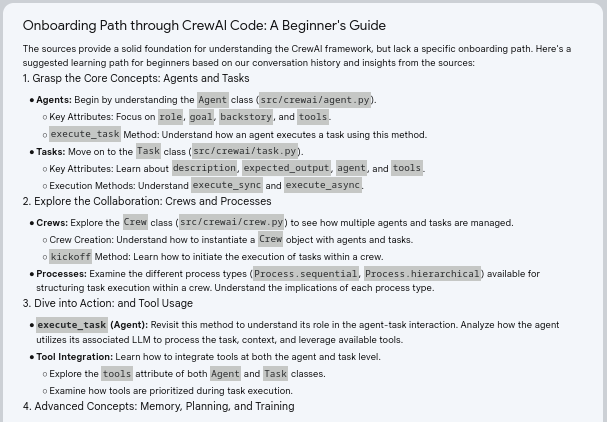 Onboarding Path through CrewAI Code: A Beginner's Guide
The sources provide a solid foundation for understanding the CrewAI framework, but lack a specific onboarding path. Here's a
suggested learning path for beginners based on our conversation history and insights from the sources:
1. Grasp the Core Concepts: Agents and Tasks
• Agents: Begin by understanding the Agent class (src/crewai/agent.py).
○ Key Attributes: Focus on role, goal, backstory, and tools.
○ execute_task Method: Understand how an agent executes a task using this method.
• Tasks: Move on to the Task class (src/crewai/task.py).
○ Key Attributes: Learn about description, expected_output, agent, and tools.
○ Execution Methods: Understand execute_sync and execute_async.
2. Explore the Collaboration: Crews and Processes
• Crews: Explore the Crew class (src/crewai/crew.py) to see how multiple agents and tasks are managed.
○ Crew Creation: Understand how to instantiate a Crew object with agents and tasks.
○ kickoff Method: Learn how to initiate the execution of tasks within a crew.
• Processes: Examine the different process types (Process.sequential, Process.hierarchical) available for
structuring task execution within a crew. Understand the implications of each process type.
3. Dive into Action: and Tool Usage
• execute_task (Agent): Revisit this method to understand its role in the agent-task interaction. Analyze how the agent
utilizes its associated LLM to process the task, context, and leverage available tools.
• Tool Integration: Learn how to integrate tools at both the agent and task level.
○ Explore the tools attribute of both Agent and Task classes.
○ Examine how tools are prioritized during task execution.
4. Advanced Concepts: Memory, Planning, and Training